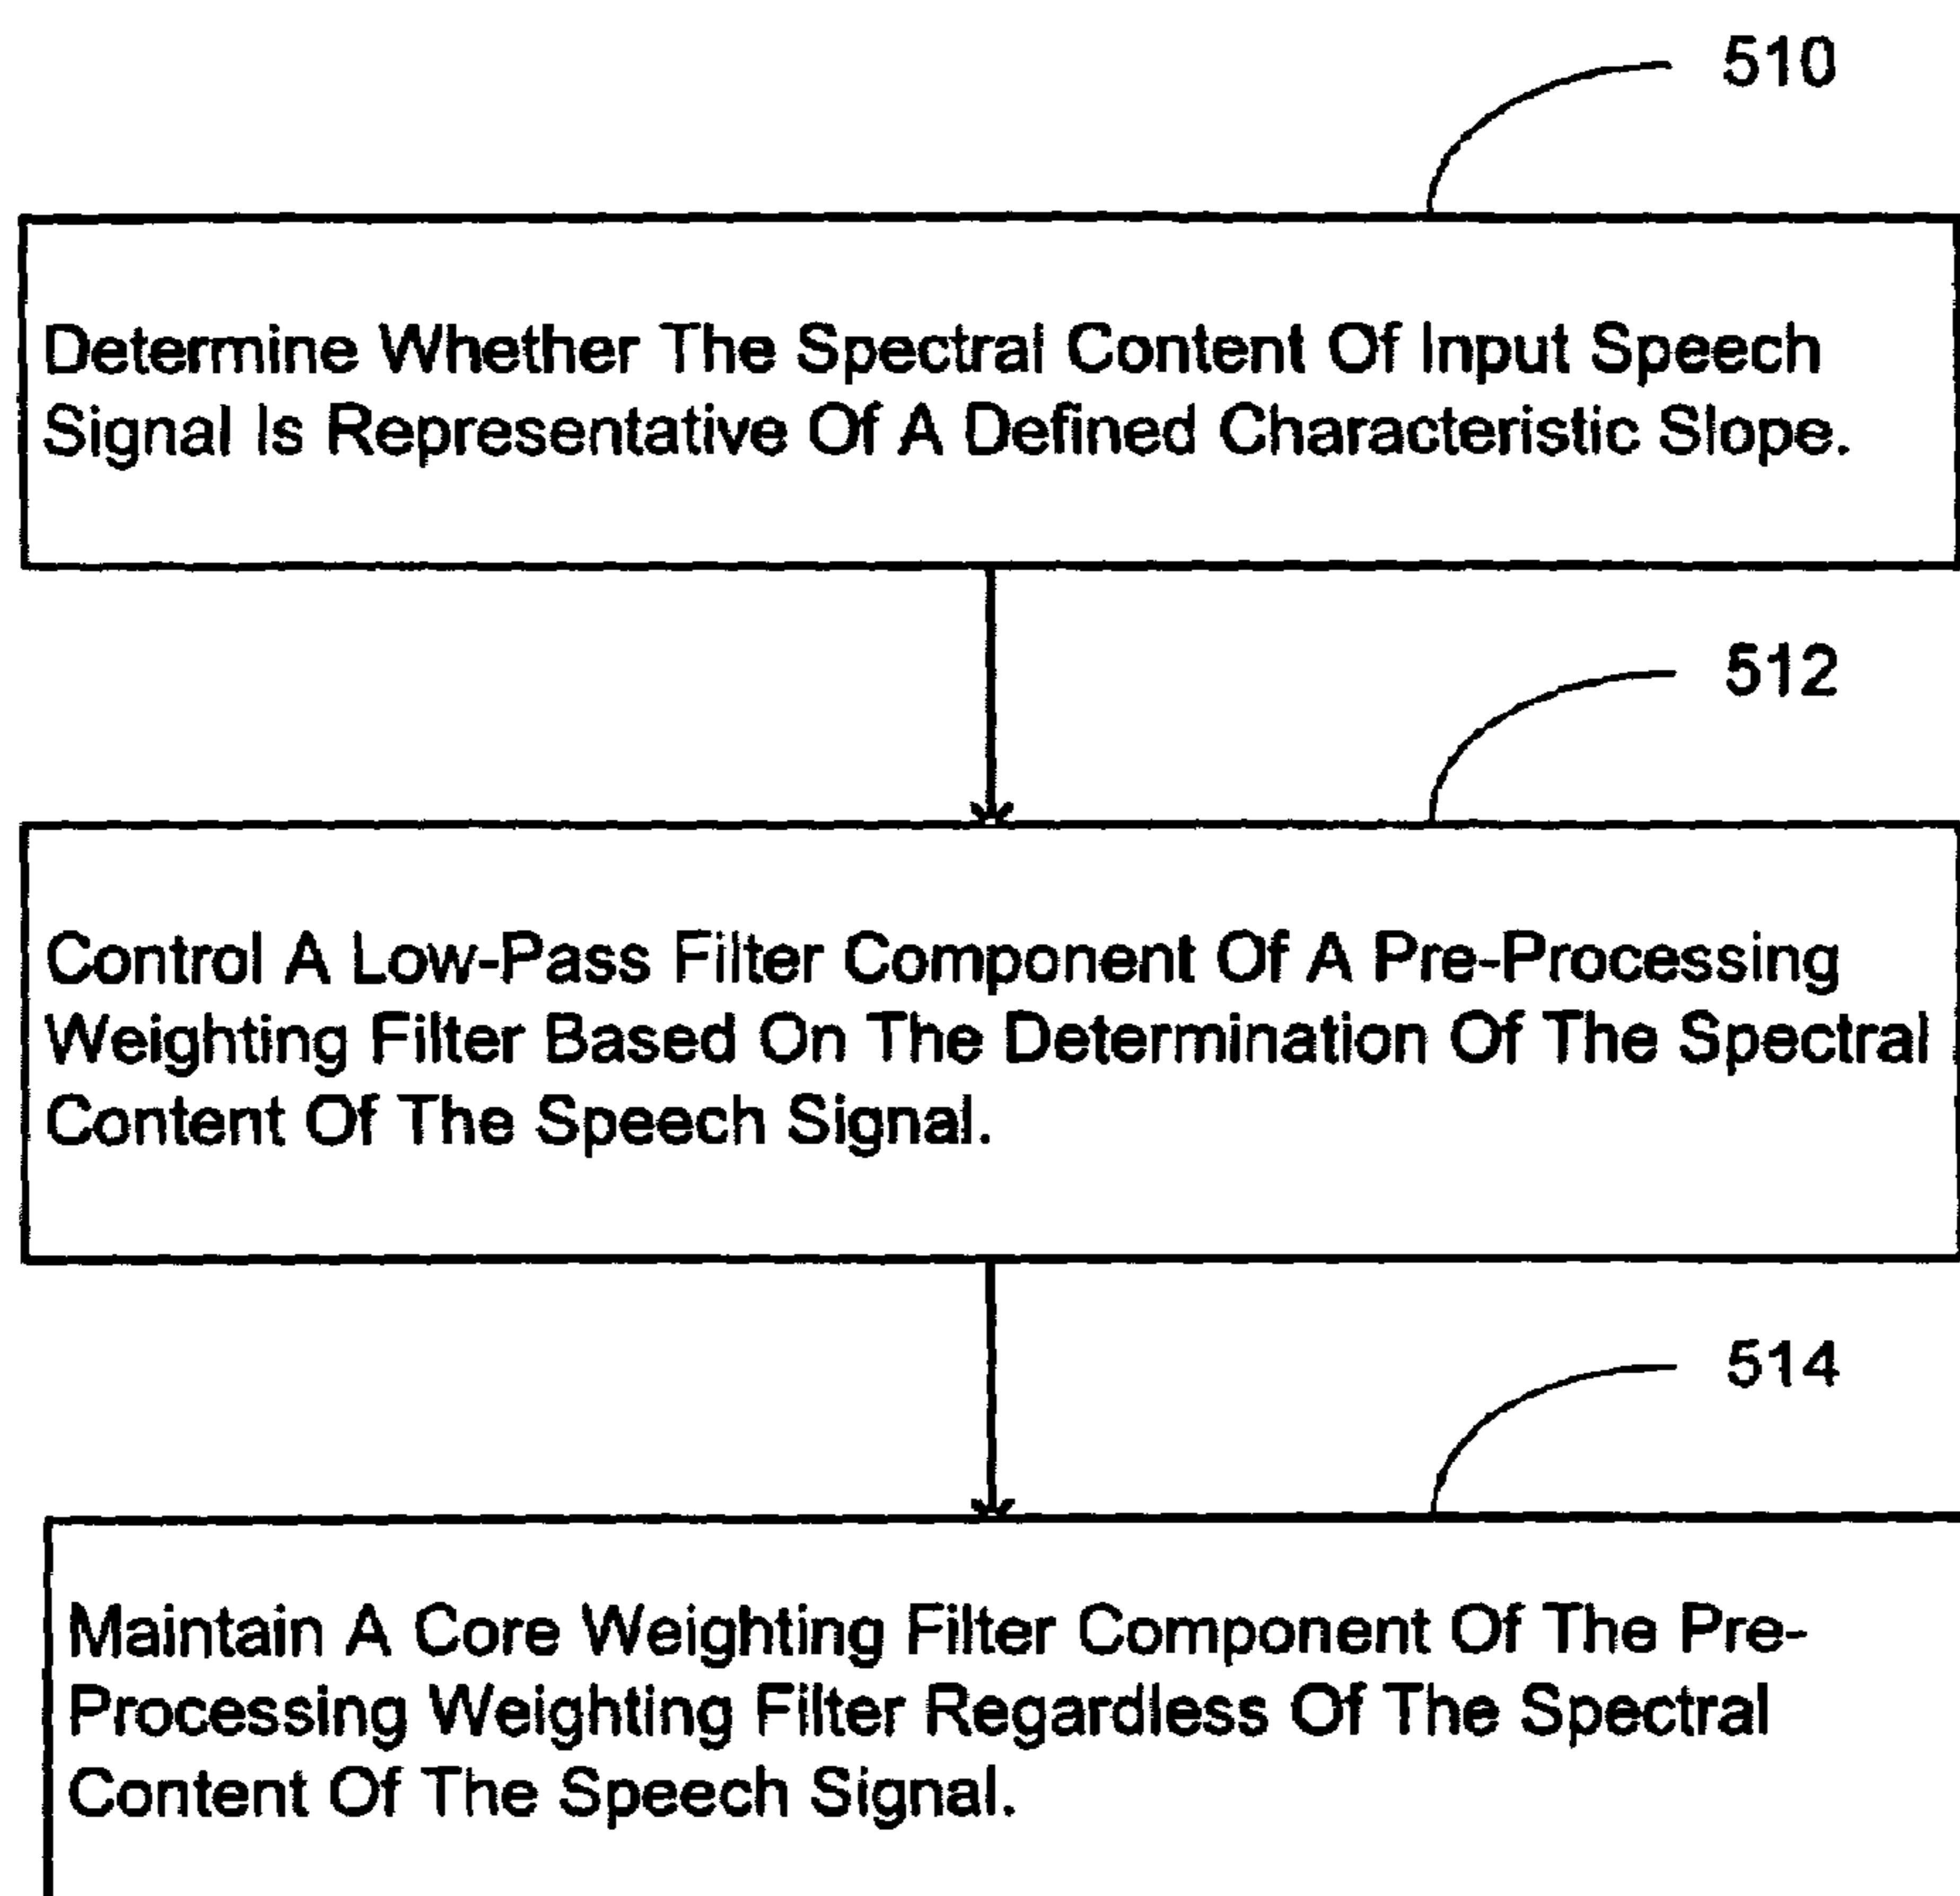 510
Determine Whether The Spectral Content Of Input Speech
Signal Is Representative Of A Defined Characteristic Slope.
512
Control A Low-Pass Filter Component Of A Pre-Processing
Weighting Filter Based On The Determination Of The Spectral
Content Of The Speech Signal.
514
Maintain A Core Weighting Filter Component Of The Pre-
Processing Weighting Filter Regardless Of The Spectral
Content Of The Speech Signal.